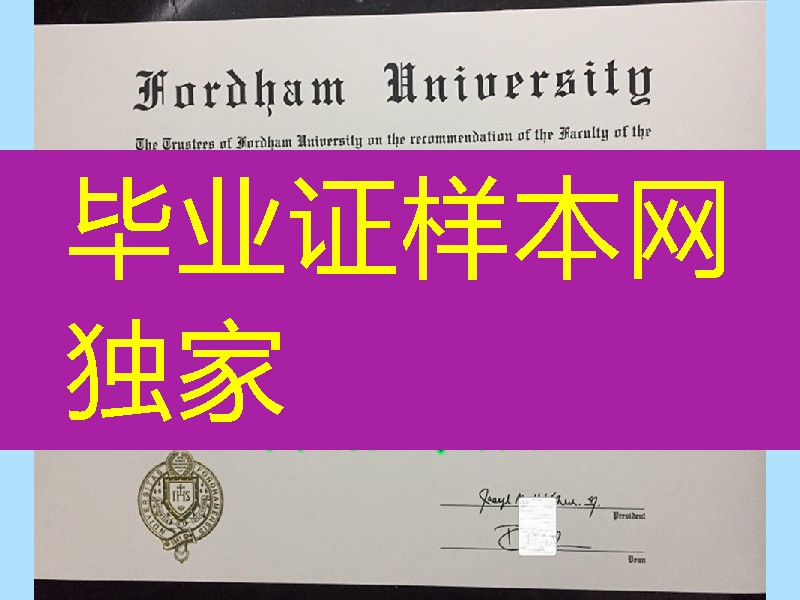 Fordham University
The Trustees of Fordham University on the recommendation of the Faculty of the
毕业证样本网
独家
IHS
President
Dean